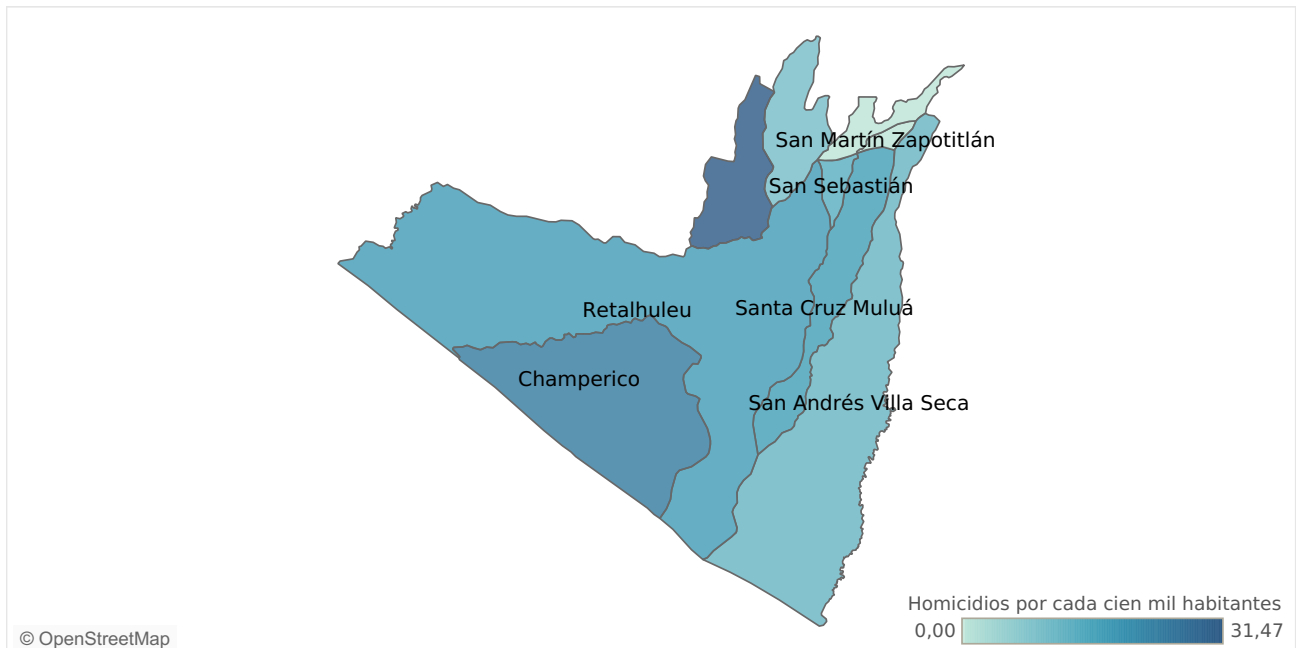 San Martín Zapotitlán
San Sebastián
Retalhuleu
Santa Cruz Muluá
Champerico
San Andrés Villa Seca
Homicidios por cada cien mil habitantes
0,00
31,47
© OpenStreetMap